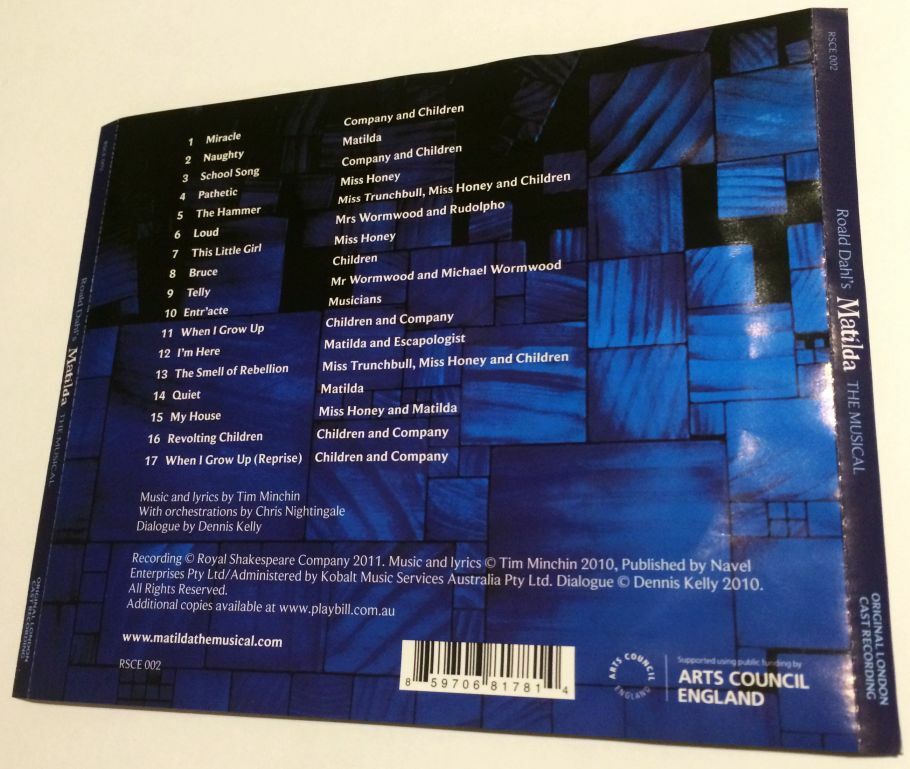 1 Miracle Company and Children
2 Naughty Matilda
3 School Song Company and Children
4 Pathetic Miss Honey
5 The Hammer Miss Trunchbull, Miss Honey and Children
6 Loud Mrs Wormwood and Rudolpho
7 This Little Girl Miss Honey
8 Bruce Children
9 Telly Mr Wormwood and Michael Wormwood
10 Entr'acte Musicians
11 When I Grow Up Children and Company
12 I'm Here Matilda and Escapologist
13 The Smell of Rebellion Miss Trunchbull, Miss Honey and Children
14 Quiet Matilda
15 My House Miss Honey and Matilda
16 Revolting Children Children and Company
17 When I Grow Up (Reprise) Children and Company
Music and lyrics by Tim Minchin
With orchestrations by Chris Nightingale
Dialogue by Dennis Kelly
Recording © Royal Shakespeare Company 2011. Music and lyrics © Tim Minchin 2010, Published by Navel
Enterprises Pty Ltd/Administered by Kobalt Music Services Australia Pty Ltd. Dialogue © Dennis Kelly 2010.
All Rights Reserved.
Additional copies available at www.playbill.com.au
www.matildathemusical.com
RSCE 002
8 59706 81781 4
ARTS COUNCIL ENGLAND
Supported using public funding by
ARTS COUNCIL
ENGLAND
RSCE 002
Roald Dahl's Matilda THE MUSICAL
ORIGINAL LONDON
CAST RECORDING
RSCE 002
Roald Dahl's Matilda THE MUSICAL
ORIGINAL LONDON
CAST RECORDING